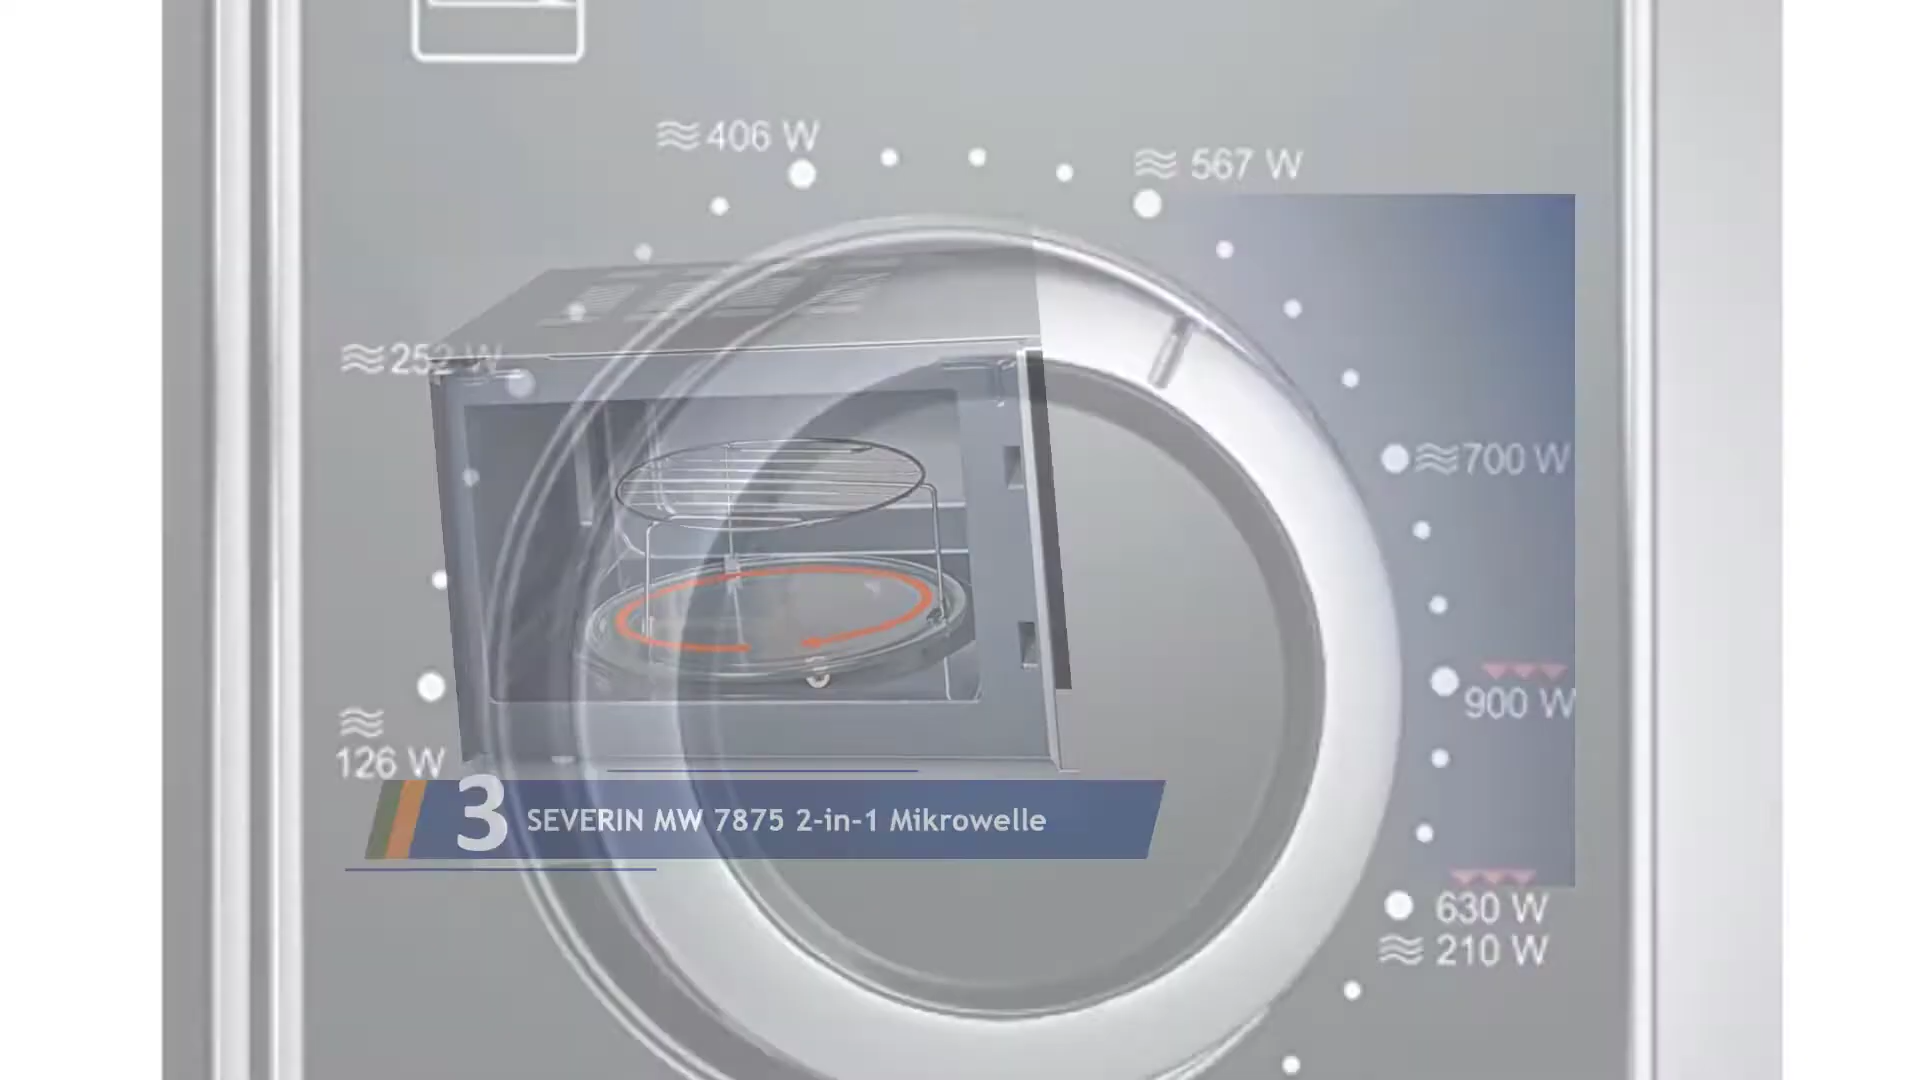 406 W
567 W
252 W
700 W
900 W
126 W
3 SEVERIN MW 7875 2-in-1 Mikrowelle
630 W
210 W